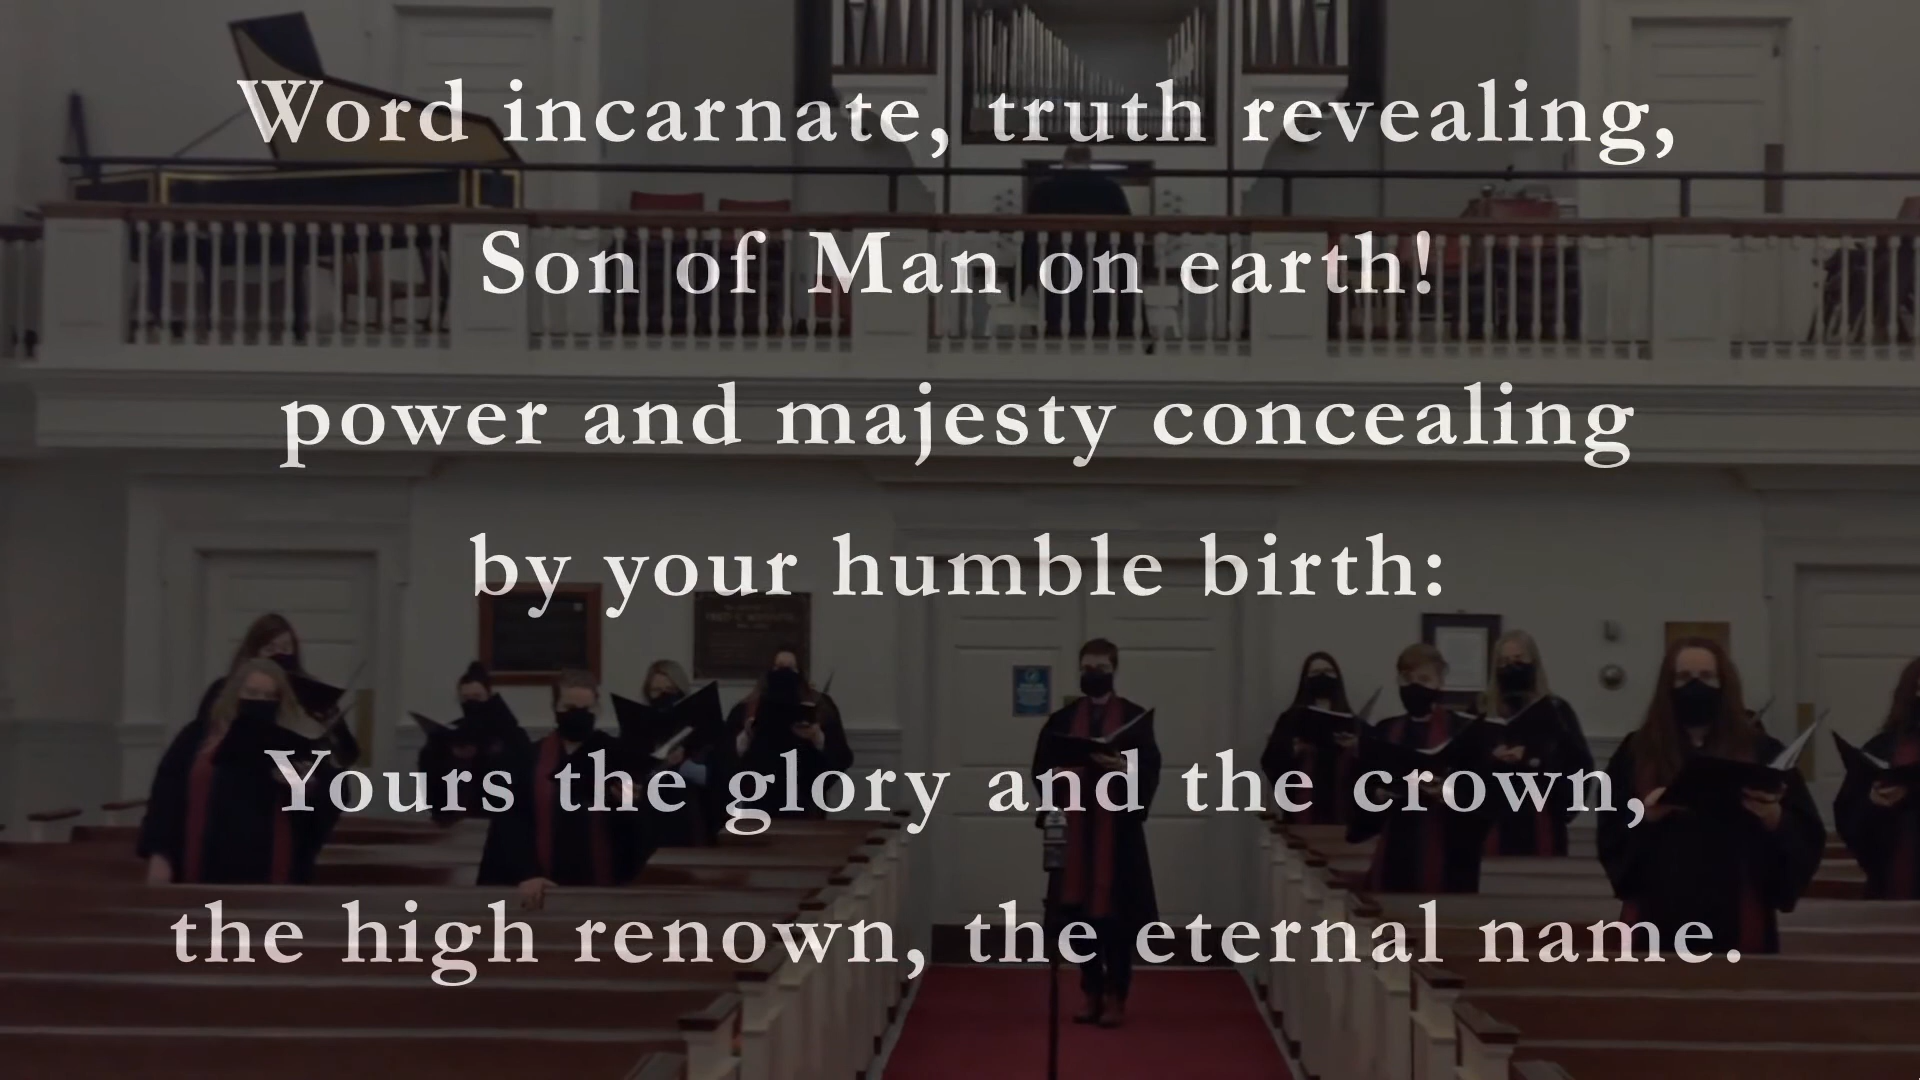 Word incarnate, truth revealing,
Son of Man on earth!
power and majesty concealing
by your humble birth:
Yours the glory and the crown,
the high renown, the eternal name.